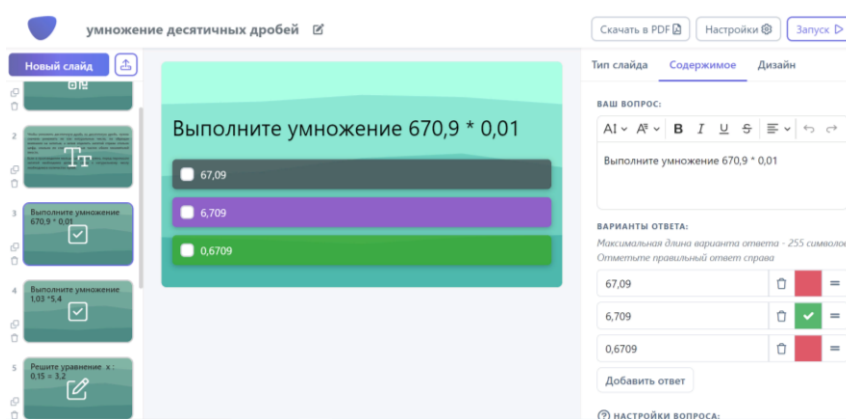 умножение десятичных дробей
Скачать в PDF
Настройки
Запуск
Новый слайд
2
Тт
3
Выполните умножение
670,9 * 0,01
4
Выполните умножение
1,03 *5,4
5
Решите уравнение х :
0,15 = 3,2
Выполните умножение 670,9 * 0,01
67,09
6,709
0,6709
Тип слайда
Содержимое
Дизайн
ВАШ ВОПРОС:
AI
B I U S
Выполните умножение 670,9 * 0,01
ВАРИАНТЫ ОТВЕТА:
Максимальная длина варианта ответа - 255 символов
Отметьте правильный ответ справа
67,09
6,709
0,6709
Добавить ответ
НАСТРОЙКИ ВОПРОСА: